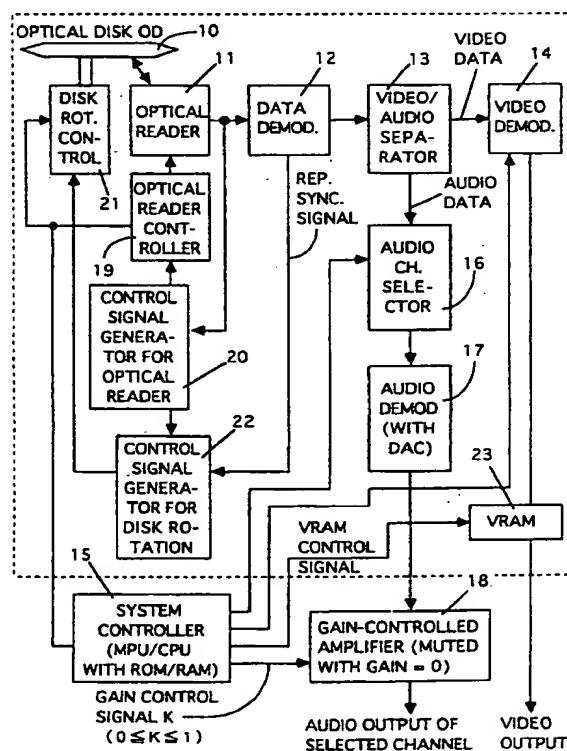 OPTICAL DISK OD
10
11
12
13
VIDEO
DATA
14
DISK
ROT.
CON-
TROL
21
OPTICAL
READER
DATA
DEMOD.
VIDEO/
AUDIO
SEPA-
RATOR
VIDEO
DEMOD.
OPTICAL
READER
CONT-
ROLLER
19
REP.
SYNC.
SIGNAL
AUDIO
DATA
AUDIO
CH.
SELEC-
TOR
16
CONTROL
SIGNAL
GENERA-
TOR FOR
OPTICAL
READER
20
17
AUDIO
DEMOD
(WITH
DAC)
22
CONTROL
SIGNAL
GENERA-
TOR FOR
DISK RO-
TATION
23
VRAM
VRAM
CONTROL
SIGNAL
15
SYSTEM
CONTROLLER
(MPU/CPU
WITH ROM/RAM)
18
GAIN-CONTROLLED
AMPLIFIER (MUTED
WITH GAIN = 0)
GAIN CONTROL
SIGNAL K
(0≦K≦1)
AUDIO OUTPUT OF
SELECTED CHANNEL
VIDEO
OUTPUT